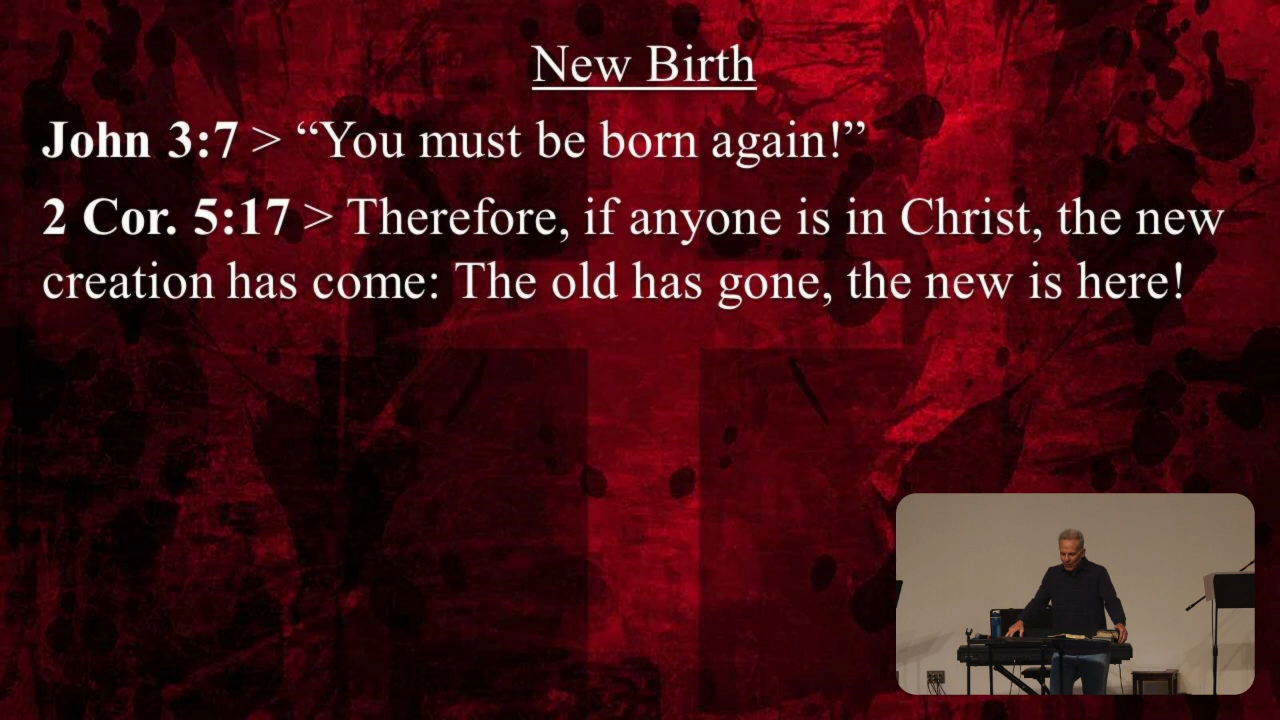 New Birth
John 3:7 > “You must be born again!”
2 Cor. 5:17 > Therefore, if anyone is in Christ, the new
creation has come: The old has gone, the new is here!